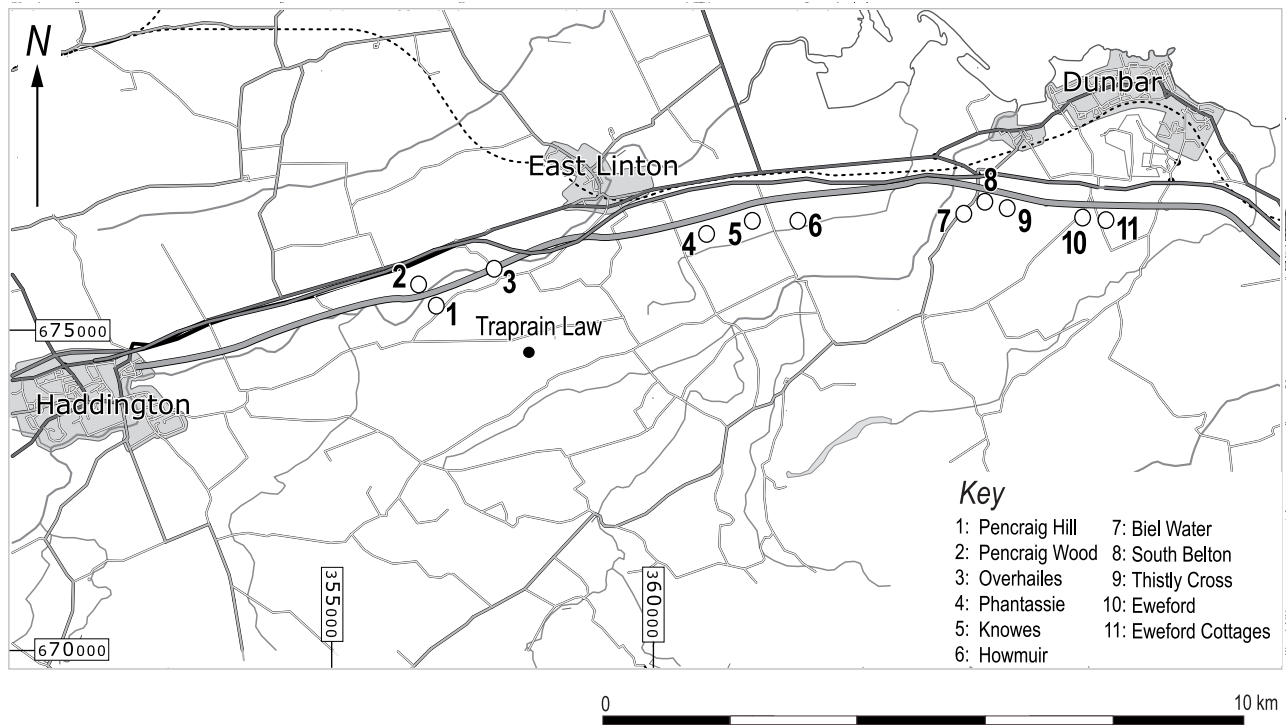 N
Dunbar
East Linton
8
7
9
10
11
4
5
6
2
3
1
Traprain Law
675000
Haddington
355000
360000
670000
Key
1: Pencraig Hill
2: Pencraig Wood
3: Overhailes
4: Phantassie
5: Knowes
6: Howmuir
7: Biel Water
8: South Belton
9: Thistly Cross
10: Eweford
11: Eweford Cottages
0
10 km